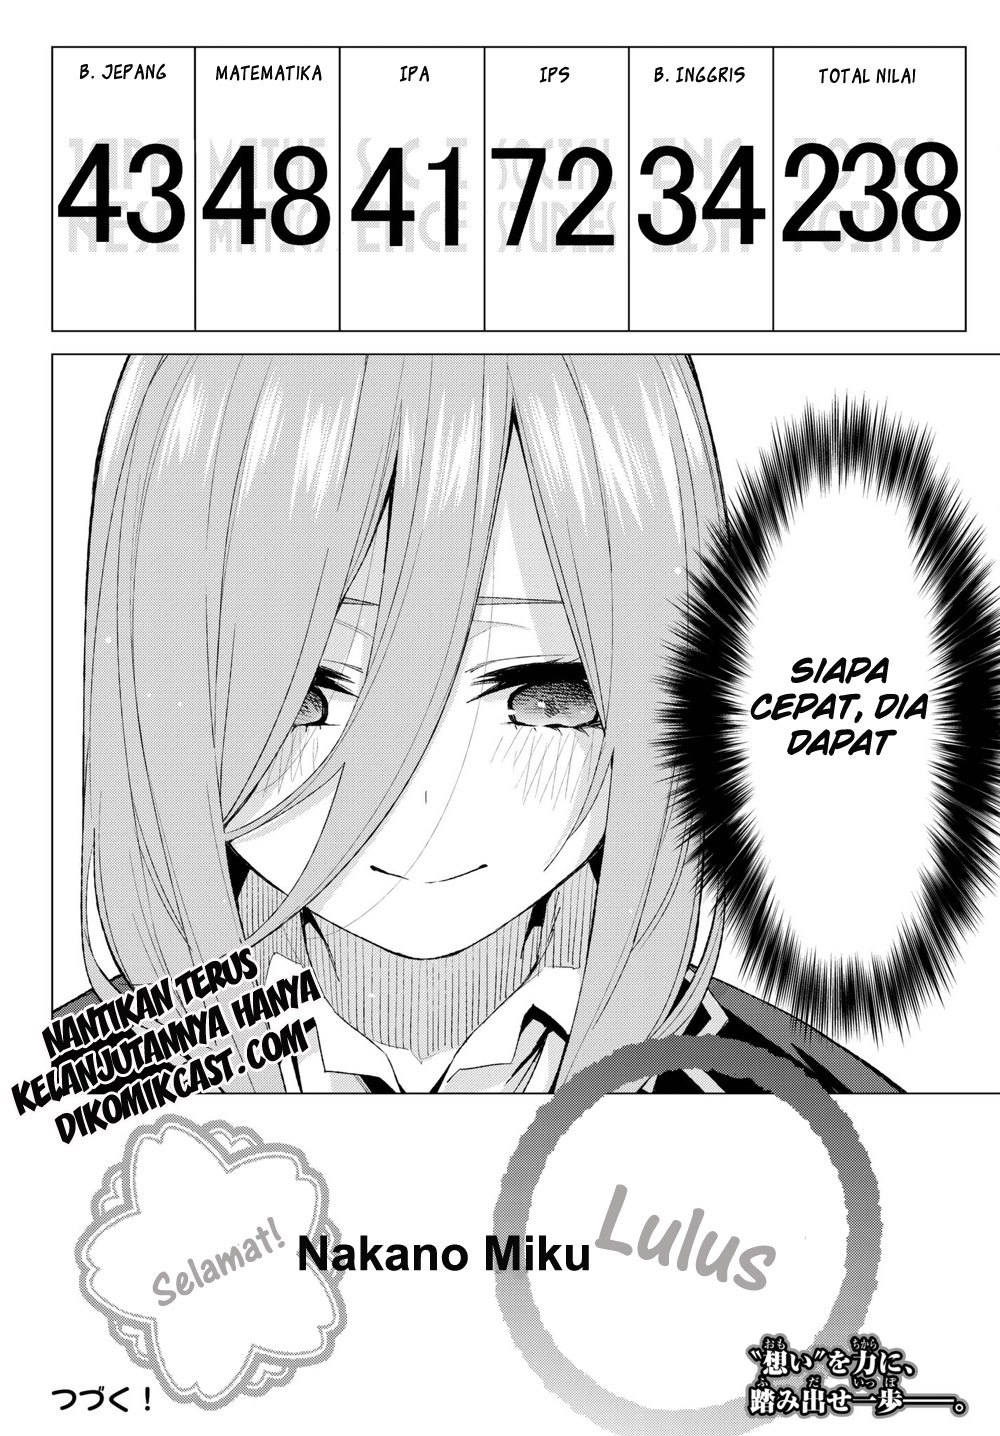 B. JEPANG
MATEMATIKA
IPA
IPS
B. INGGRIS
TOTAL NILAI
43
48
41
72
34
238
SIAPA
CEPAT, DIA
DAPAT
NANTIKAN TERUS
KELANJUTANNYA HANYA
DIKOMIKCAST.COM
Selamat!
Nakano Miku
Lulus
"想い"を力に、
踏み出せ一歩――。
つづく!